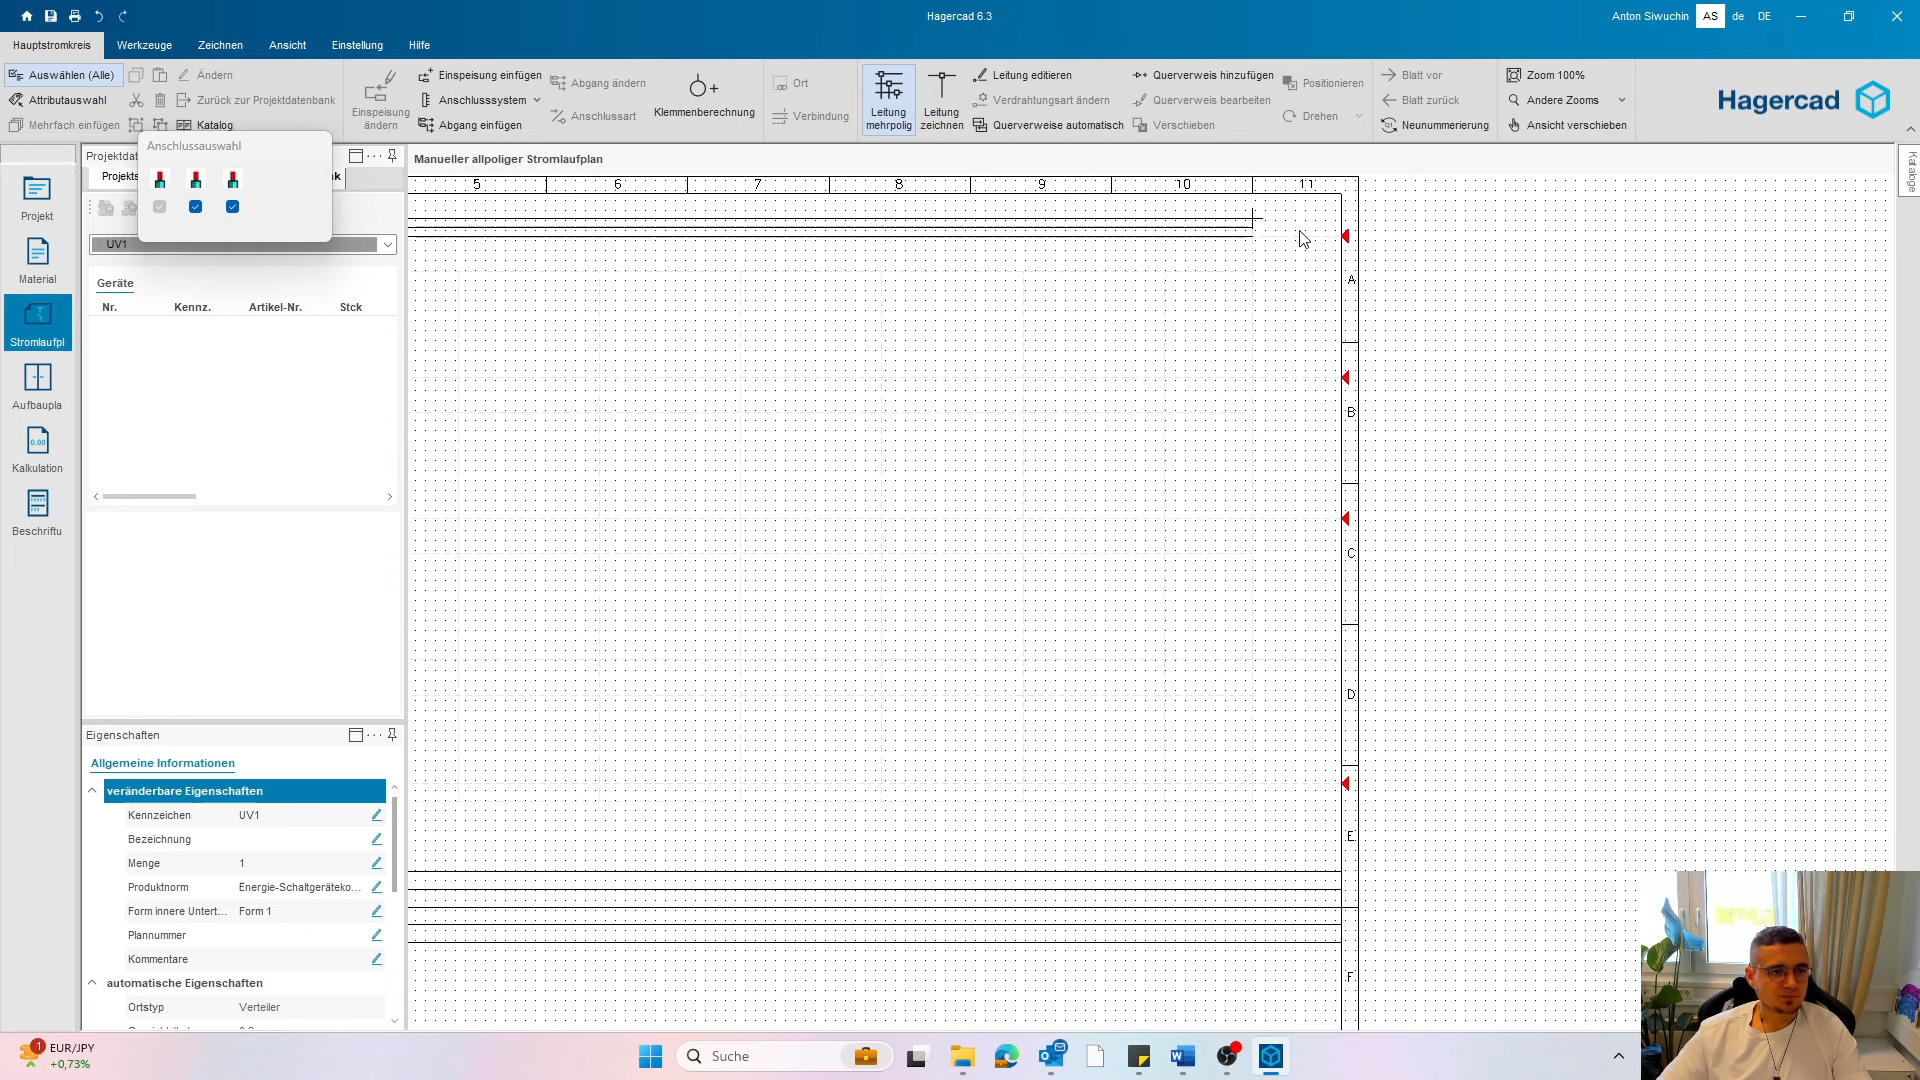 Hagercad 6.3
Anton Siwuchin AS de DE
Hauptstromkreis Werkzeuge Zeichnen Ansicht Einstellung Hilfe
Auswählen (Alle)
Attributauswahl
Mehrfach einfügen
Ändern
Zurück zur Projektdatenbank
Katalog
Einspeisung ändern
Einspeisung einfügen
Anschlusssystem
Abgang einfügen
Abgang ändern
Anschlussart
Klemmenberechnung
Ort
Verbindung
Leitung mehrpolig
Leitung zeichnen
Leitung editieren
Verdrahtungsart ändern
Querverweise automatisch
Querverweis hinzufügen
Querverweis bearbeiten
Verschieben
Positionieren
Drehen
Blatt vor
Blatt zurück
Neunummerierung
Zoom 100%
Andere Zooms
Ansicht verschieben
Hagercad
Anschlussauswahl
Projektdat
Projekts
nk
UV1
Geräte
Nr. Kennz. Artikel-Nr. Stck
Projekt
Material
Stromlaufpl
Aufbaupla
Kalkulation
0.00
Beschriftu
Manueller allpoliger Stromlaufplan
5 6 7 8 9 10 11
A
B
C
D
E
F
Kataloge
Eigenschaften
Allgemeine Informationen
veränderbare Eigenschaften
Kennzeichen UV1
Bezeichnung
Menge 1
Produktnorm Energie-Schaltgeräteko...
Form innere Untert... Form 1
Plannummer
Kommentare
automatische Eigenschaften
Ortstyp Verteiler
1
EUR/JPY
+0,73%
Suche